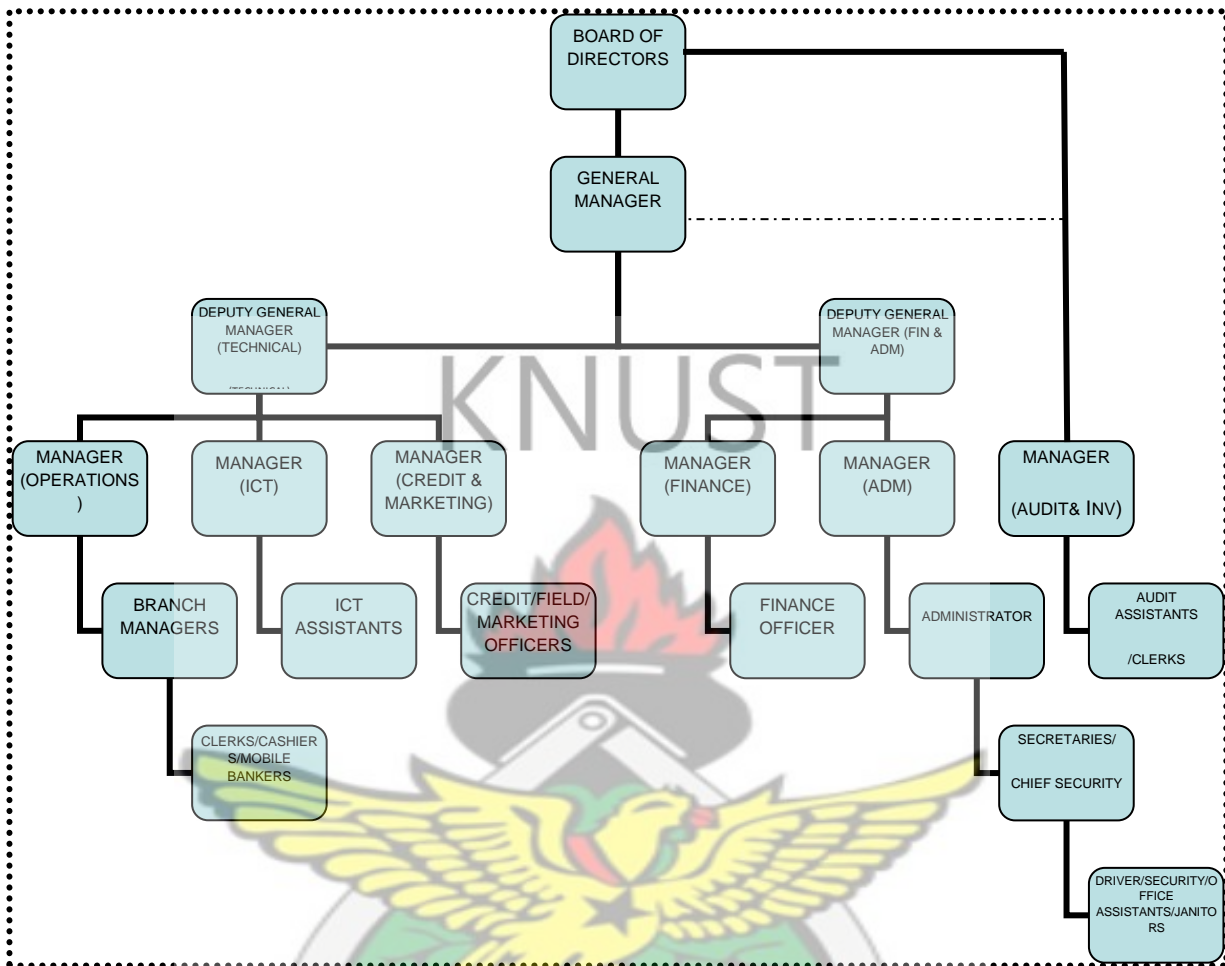 BOARD OF
DIRECTORS
GENERAL
MANAGER
DEPUTY GENERAL
MANAGER
(TECHNICAL)
DEPUTY GENERAL
MANAGER (FIN &
ADM)
KNUST
MANAGER
(OPERATIONS
)
MANAGER
(ICT)
MANAGER
(CREDIT &
MARKETING)
MANAGER
(FINANCE)
MANAGER
(ADM)
MANAGER
(AUDIT& INV)
BRANCH
MANAGERS
ICT
ASSISTANTS
CREDIT/FIELD/
MARKETING
OFFICERS
FINANCE
OFFICER
ADMINISTRATOR
AUDIT
ASSISTANTS
/CLERKS
CLERKS/CASHIER
S/MOBILE
BANKERS
SECRETARIES/
CHIEF SECURITY
DRIVER/SECURITY/O
FFICE
ASSISTANTS/JANITO
RS